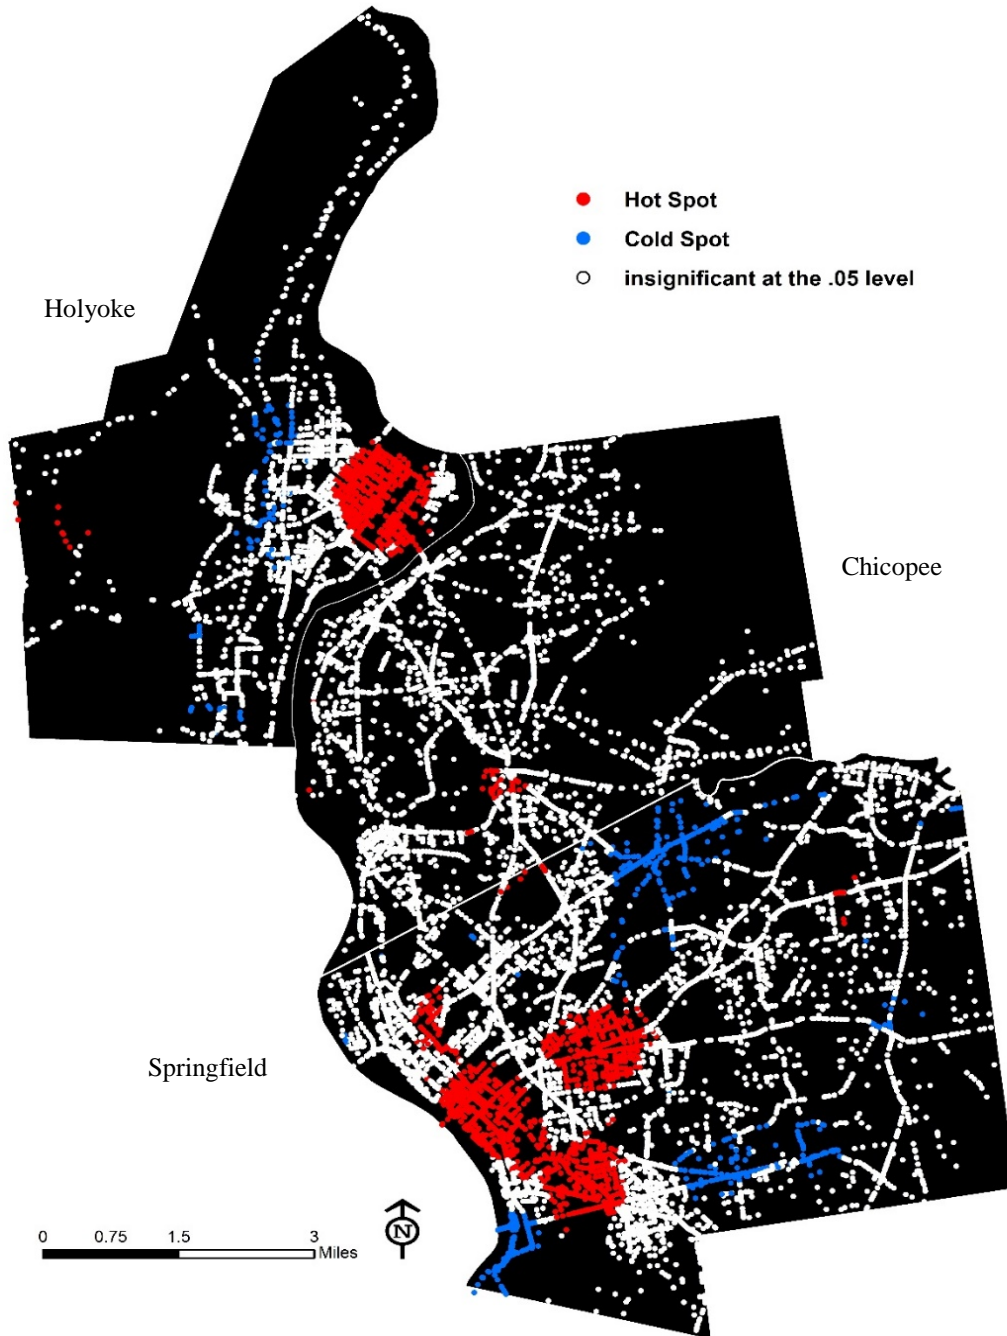 Hot Spot
Cold Spot
insignificant at the .05 level
Holyoke
Chicopee
Springfield
N
0 0.75 1.5 3
Miles